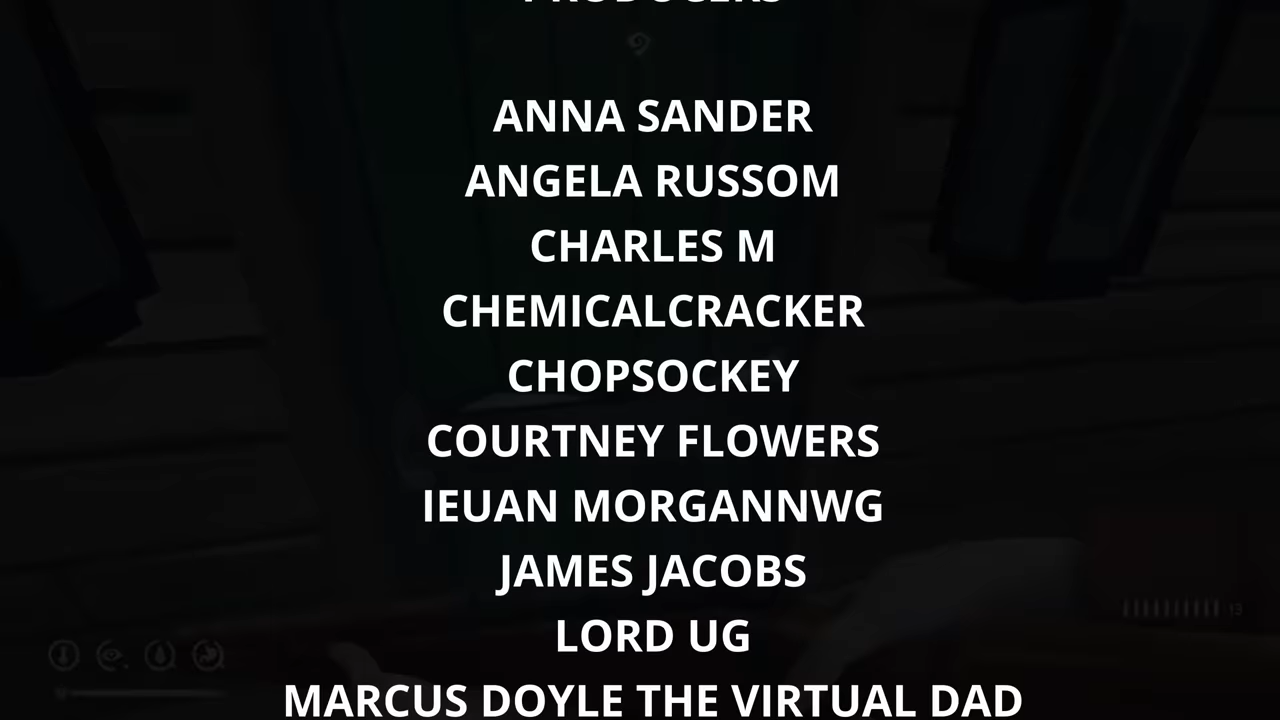 PRODUCERS
ANNA SANDER
ANGELA RUSSOM
CHARLES M
CHEMICALCRACKER
CHOPSOCKEY
COURTNEY FLOWERS
IEUAN MORGANNWG
JAMES JACOBS
LORD UG
MARCUS DOYLE THE VIRTUAL DAD